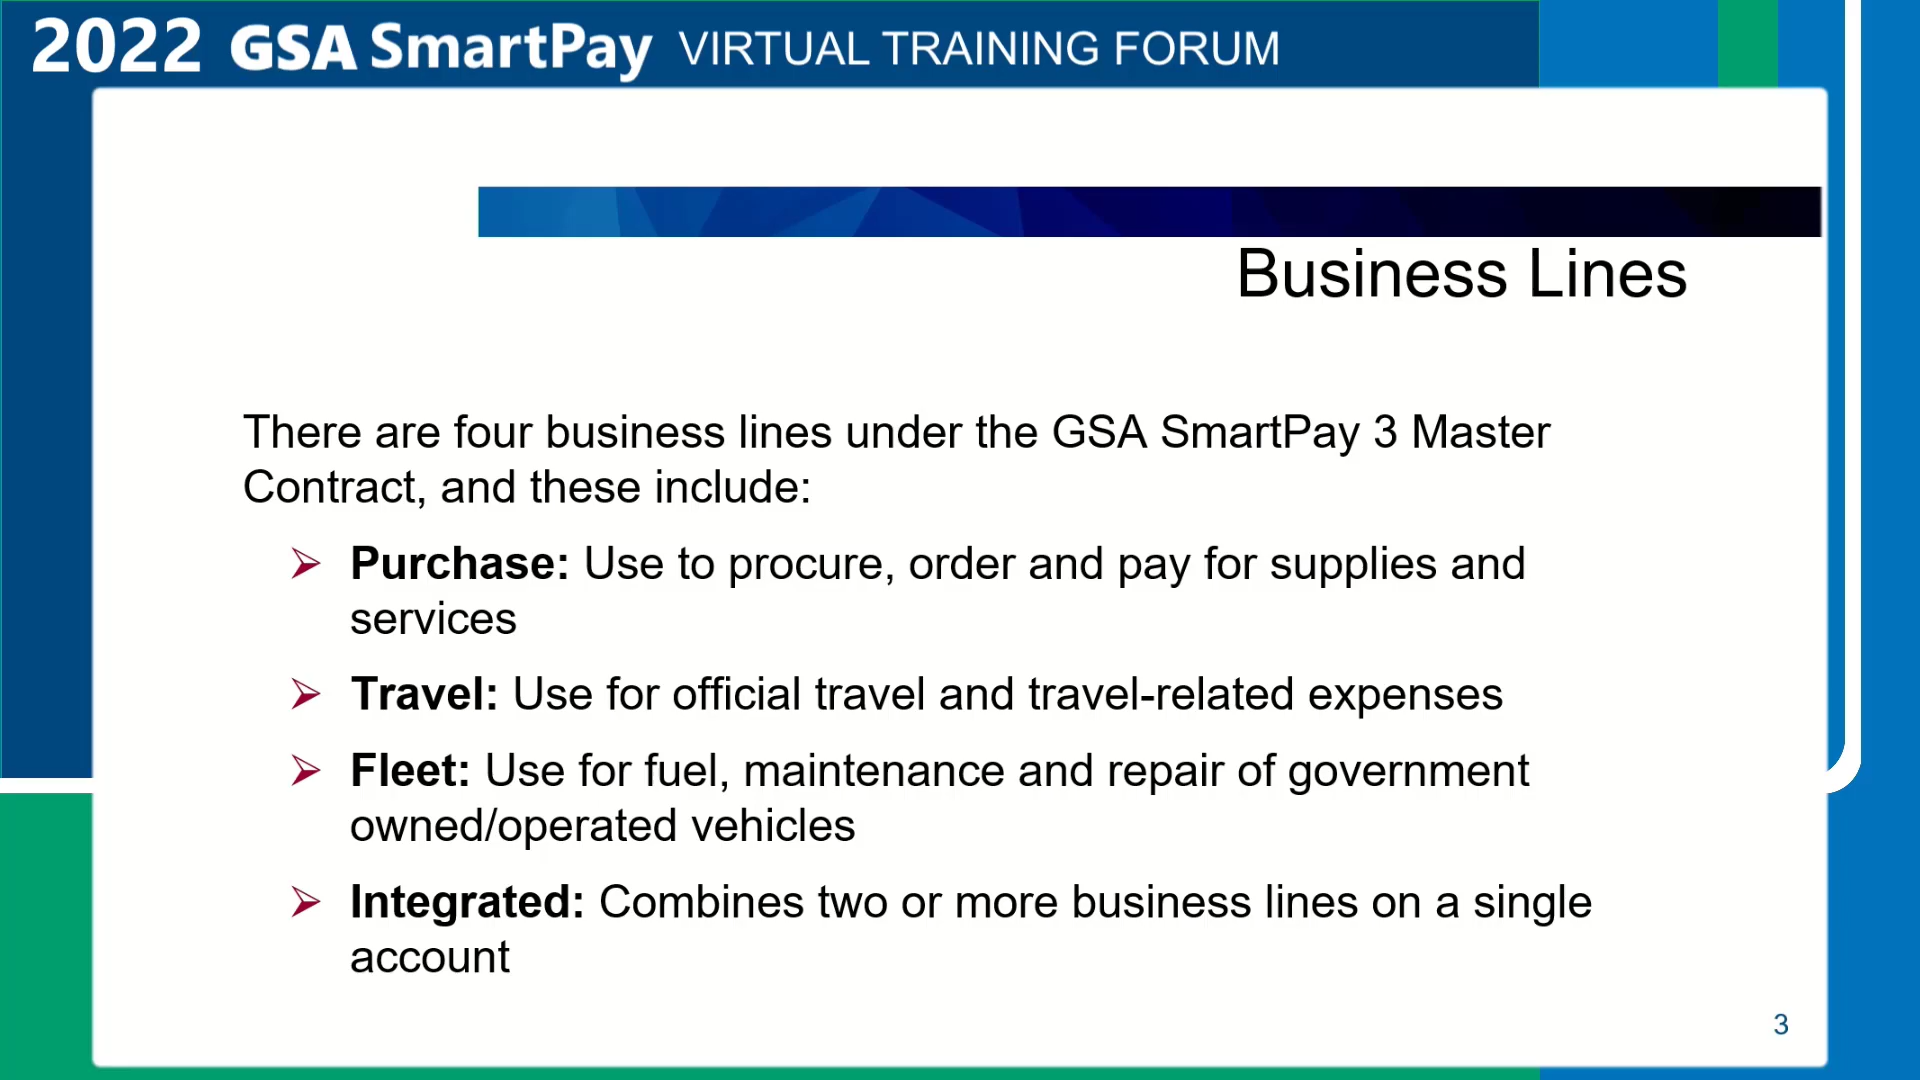 2022 GSA SmartPay VIRTUAL TRAINING FORUM
Business Lines
There are four business lines under the GSA SmartPay 3 Master
Contract, and these include:
➢ Purchase: Use to procure, order and pay for supplies and
services
➢ Travel: Use for official travel and travel-related expenses
➢ Fleet: Use for fuel, maintenance and repair of government
owned/operated vehicles
➢ Integrated: Combines two or more business lines on a single
account
3